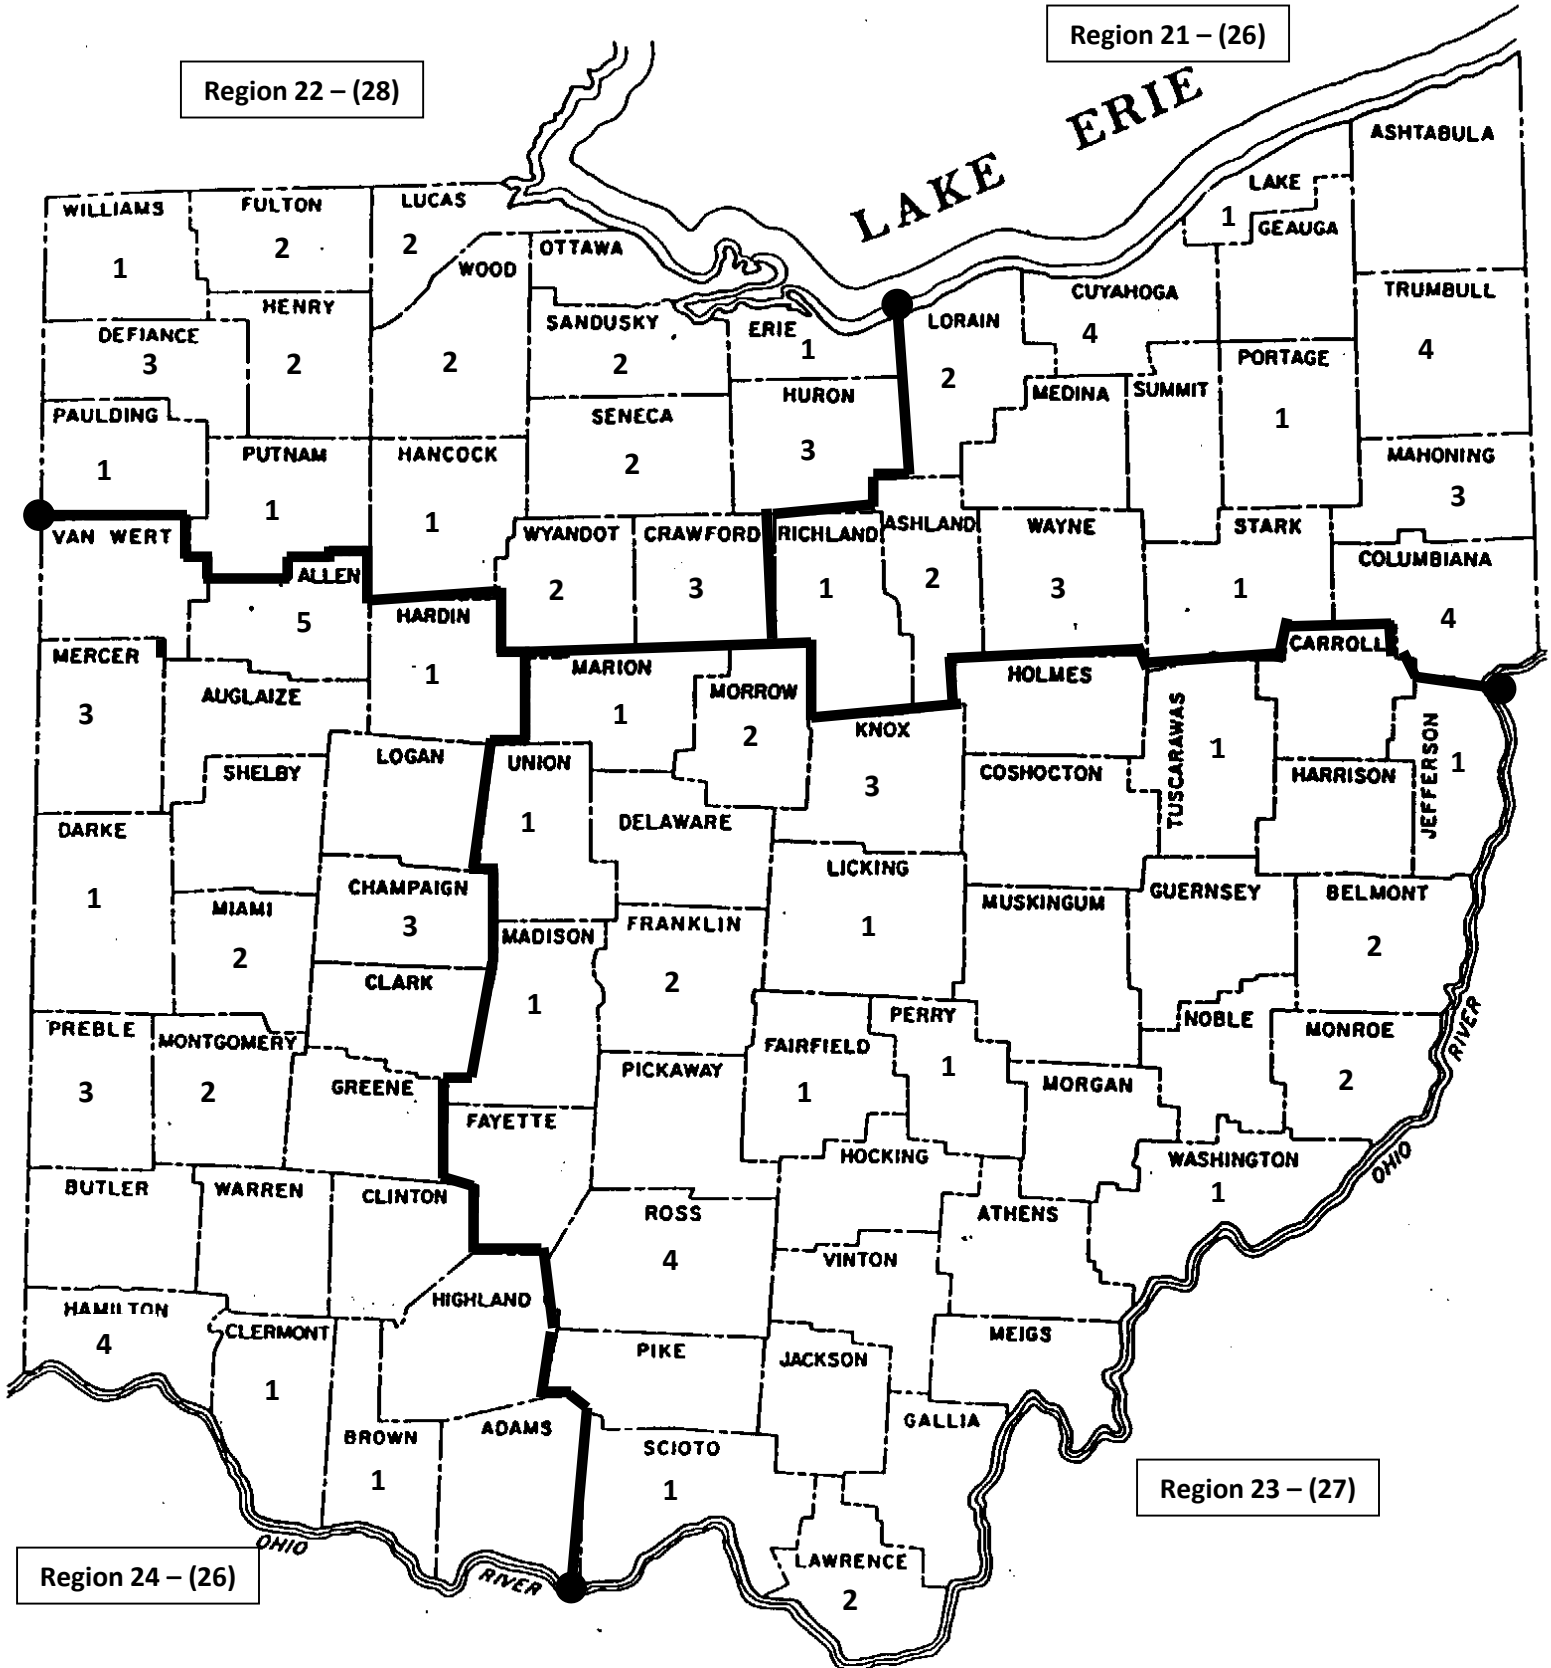 Region 21 – (26)
Region 22 – (28)
LAKE ERIE
ASHTABULA
WILLIAMS
1
FULTON
2
LUCAS
2
LAKE
1
GEAUGA
WOOD
2
OTTAWA
HENRY
2
DEFIANCE
3
SANDUSKY
2
ERIE
1
LORAIN
2
CUYAHOGA
4
TRUMBULL
4
PAULDING
1
PUTNAM
1
HANCOCK
1
SENECA
2
HURON
3
MEDINA
SUMMIT
PORTAGE
1
MAHONING
3
VAN WERT
ALLEN
5
HARDIN
1
WYANDOT
2
CRAWFORD
3
RICHLAND
1
ASHLAND
2
WAYNE
3
STARK
1
COLUMBIANA
4
MERCER
3
AUGLAIZE
MARION
1
MORROW
2
HOLMES
CARROLL
SHELBY
LOGAN
UNION
1
KNOX
3
COSHOCTON
TUSCARAWAS
1
HARRISON
JEFFERSON
1
DARKE
1
DELAWARE
MIAMI
2
CHAMPAIGN
3
LICKING
1
MUSKINGUM
GUERNSEY
BELMONT
2
CLARK
MADISON
1
FRANKLIN
2
PREBLE
3
MONTGOMERY
2
GREENE
FAIRFIELD
1
PERRY
1
NOBLE
MONROE
2
RIVER
PICKAWAY
MORGAN
FAYETTE
HOCKING
WASHINGTON
1
OHIO
BUTLER
WARREN
CLINTON
ROSS
4
ATHENS
VINTON
HAMILTON
4
CLERMONT
1
HIGHLAND
PIKE
JACKSON
MEIGS
BROWN
1
ADAMS
SCIOTO
1
GALLIA
Region 23 – (27)
OHIO
RIVER
LAWRENCE
2
Region 24 – (26)